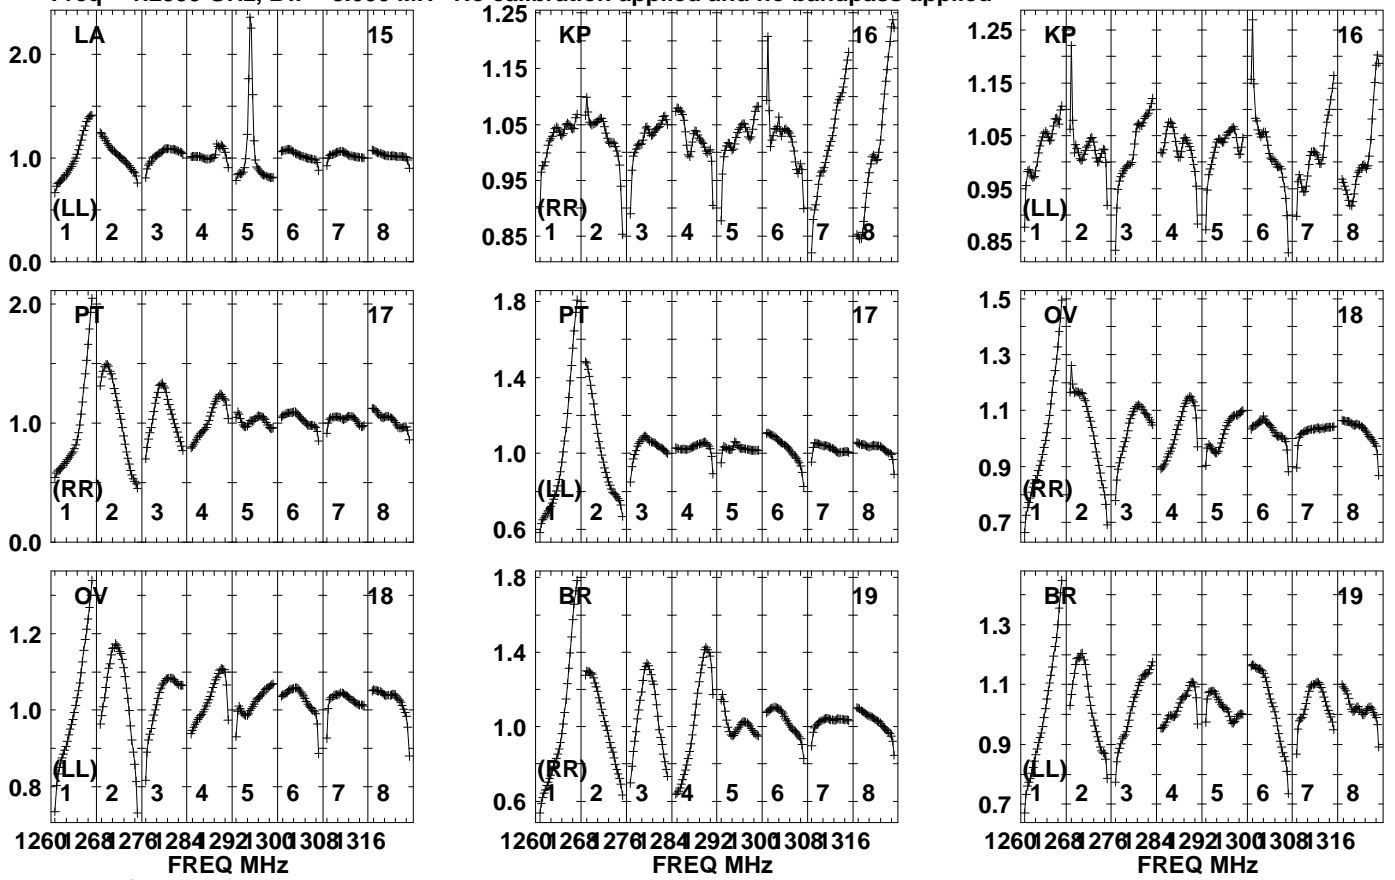 LA 15
2.0
1.0
0.0
(LL)
1 2 3 4 5 6 7 8
KP 16
1.25
1.15
1.05
0.95
0.85
(RR)
1 2 3 4 5 6 7 8
KP 16
1.25
1.15
1.05
0.95
0.85
(LL)
1 2 3 4 5 6 7 8
PT 17
2.0
1.0
0.0
(RR)
1 2 3 4 5 6 7 8
PT 17
1.8
1.4
1.0
0.6
(LL)
1 2 3 4 5 6 7 8
OV 18
1.5
1.3
1.1
0.9
0.7
(RR)
1 2 3 4 5 6 7 8
OV 18
1.2
1.0
0.8
(LL)
1 2 3 4 5 6 7 8
1260 1268 1276 1284 1292 1300 1308 1316
FREQ MHz
BR 19
1.8
1.4
1.0
0.6
(RR)
1 2 3 4 5 6 7 8
1260 1268 1276 1284 1292 1300 1308 1316
FREQ MHz
BR 19
1.3
1.1
0.9
0.7
(LL)
1 2 3 4 5 6 7 8
1260 1268 1276 1284 1292 1300 1308 1316
FREQ MHz